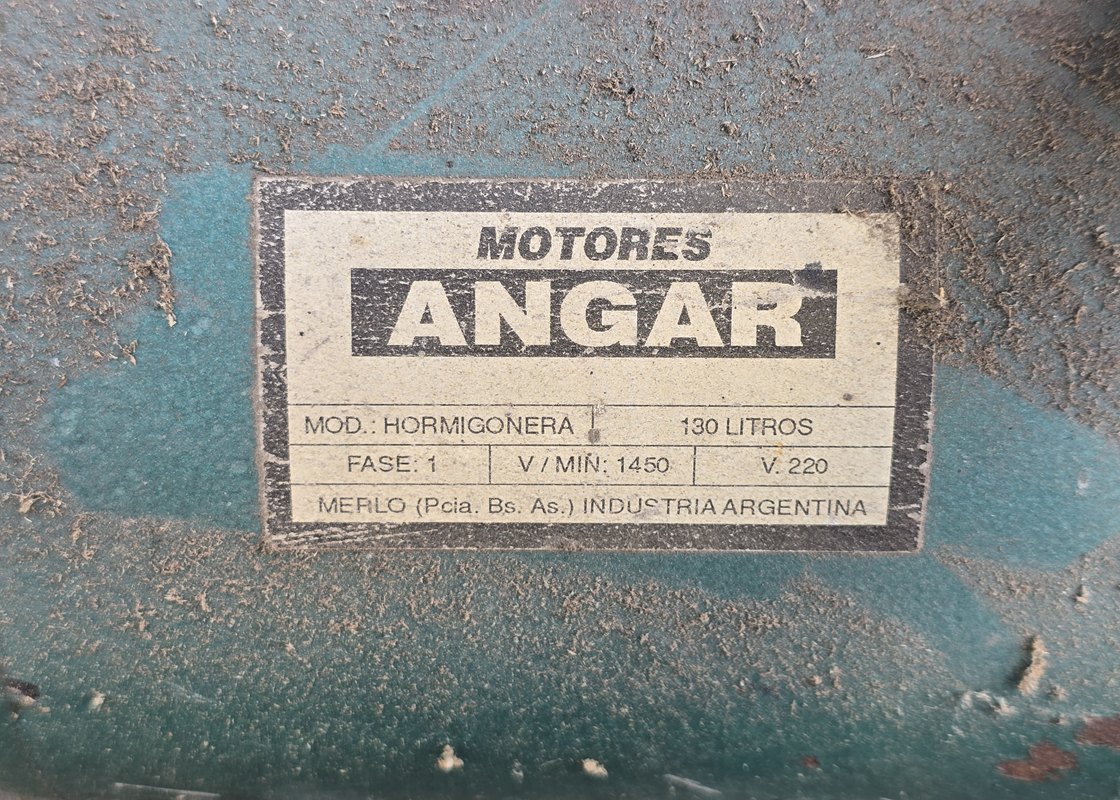 MOTORES
ANGAR
MOD.: HORMIGONERA 130 LITROS
FASE: 1 V / MIN: 1450 V. 220
MERLO (Pcia. Bs. As.) INDUSTRIA ARGENTINA